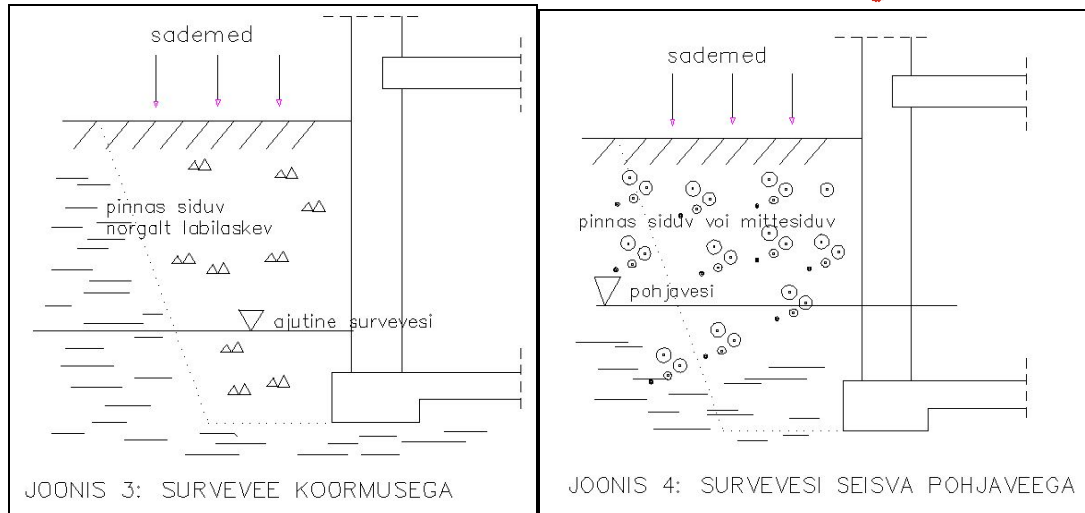 sademed
pinnas siduv
norgalt labilaskev
ajutine survevesi
JOONIS 3: SURVEVEE KOORMUSEGA
sademed
pinnas siduv voi mittesiduv
pohjavesi
JOONIS 4: SURVEVESI SEISVA POHJAVEEGA